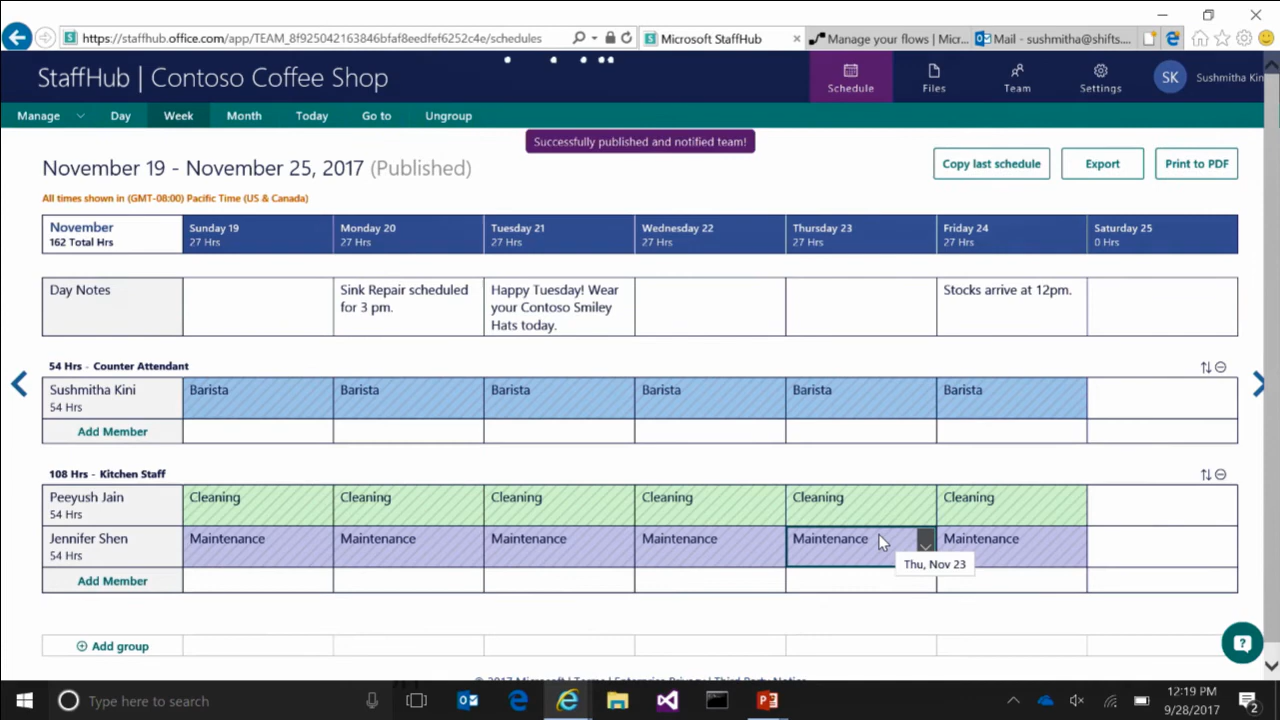 https://staffhub.office.com/app/TEAM_8f925042163846bfaf8eedfef6252c4e/schedules
Microsoft StaffHub
Manage your flows | Micr...
Mail - sushmitha@shifts....
StaffHub | Contoso Coffee Shop
Schedule
Files
Team
Settings
SK
Sushmitha Kin
Manage
Day
Week
Month
Today
Go to
Ungroup
Successfully published and notified team!
November 19 - November 25, 2017 (Published)
Copy last schedule
Export
Print to PDF
All times shown in (GMT-08:00) Pacific Time (US & Canada)
November
162 Total Hrs
Sunday 19
27 Hrs
Monday 20
27 Hrs
Tuesday 21
27 Hrs
Wednesday 22
27 Hrs
Thursday 23
27 Hrs
Friday 24
27 Hrs
Saturday 25
0 Hrs
Day Notes
Sink Repair scheduled
for 3 pm.
Happy Tuesday! Wear
your Contoso Smiley
Hats today.
Stocks arrive at 12pm.
54 Hrs - Counter Attendant
Sushmitha Kini
54 Hrs
Barista
Barista
Barista
Barista
Barista
Barista
Add Member
108 Hrs - Kitchen Staff
Peeyush Jain
54 Hrs
Cleaning
Cleaning
Cleaning
Cleaning
Cleaning
Cleaning
Jennifer Shen
54 Hrs
Maintenance
Maintenance
Maintenance
Maintenance
Maintenance
Maintenance
Thu, Nov 23
Add Member
Add group
© 2017 Microsoft | Terms | Enterprise Privacy | Third Party Notice
Type here to search
12:19 PM
9/28/2017
2